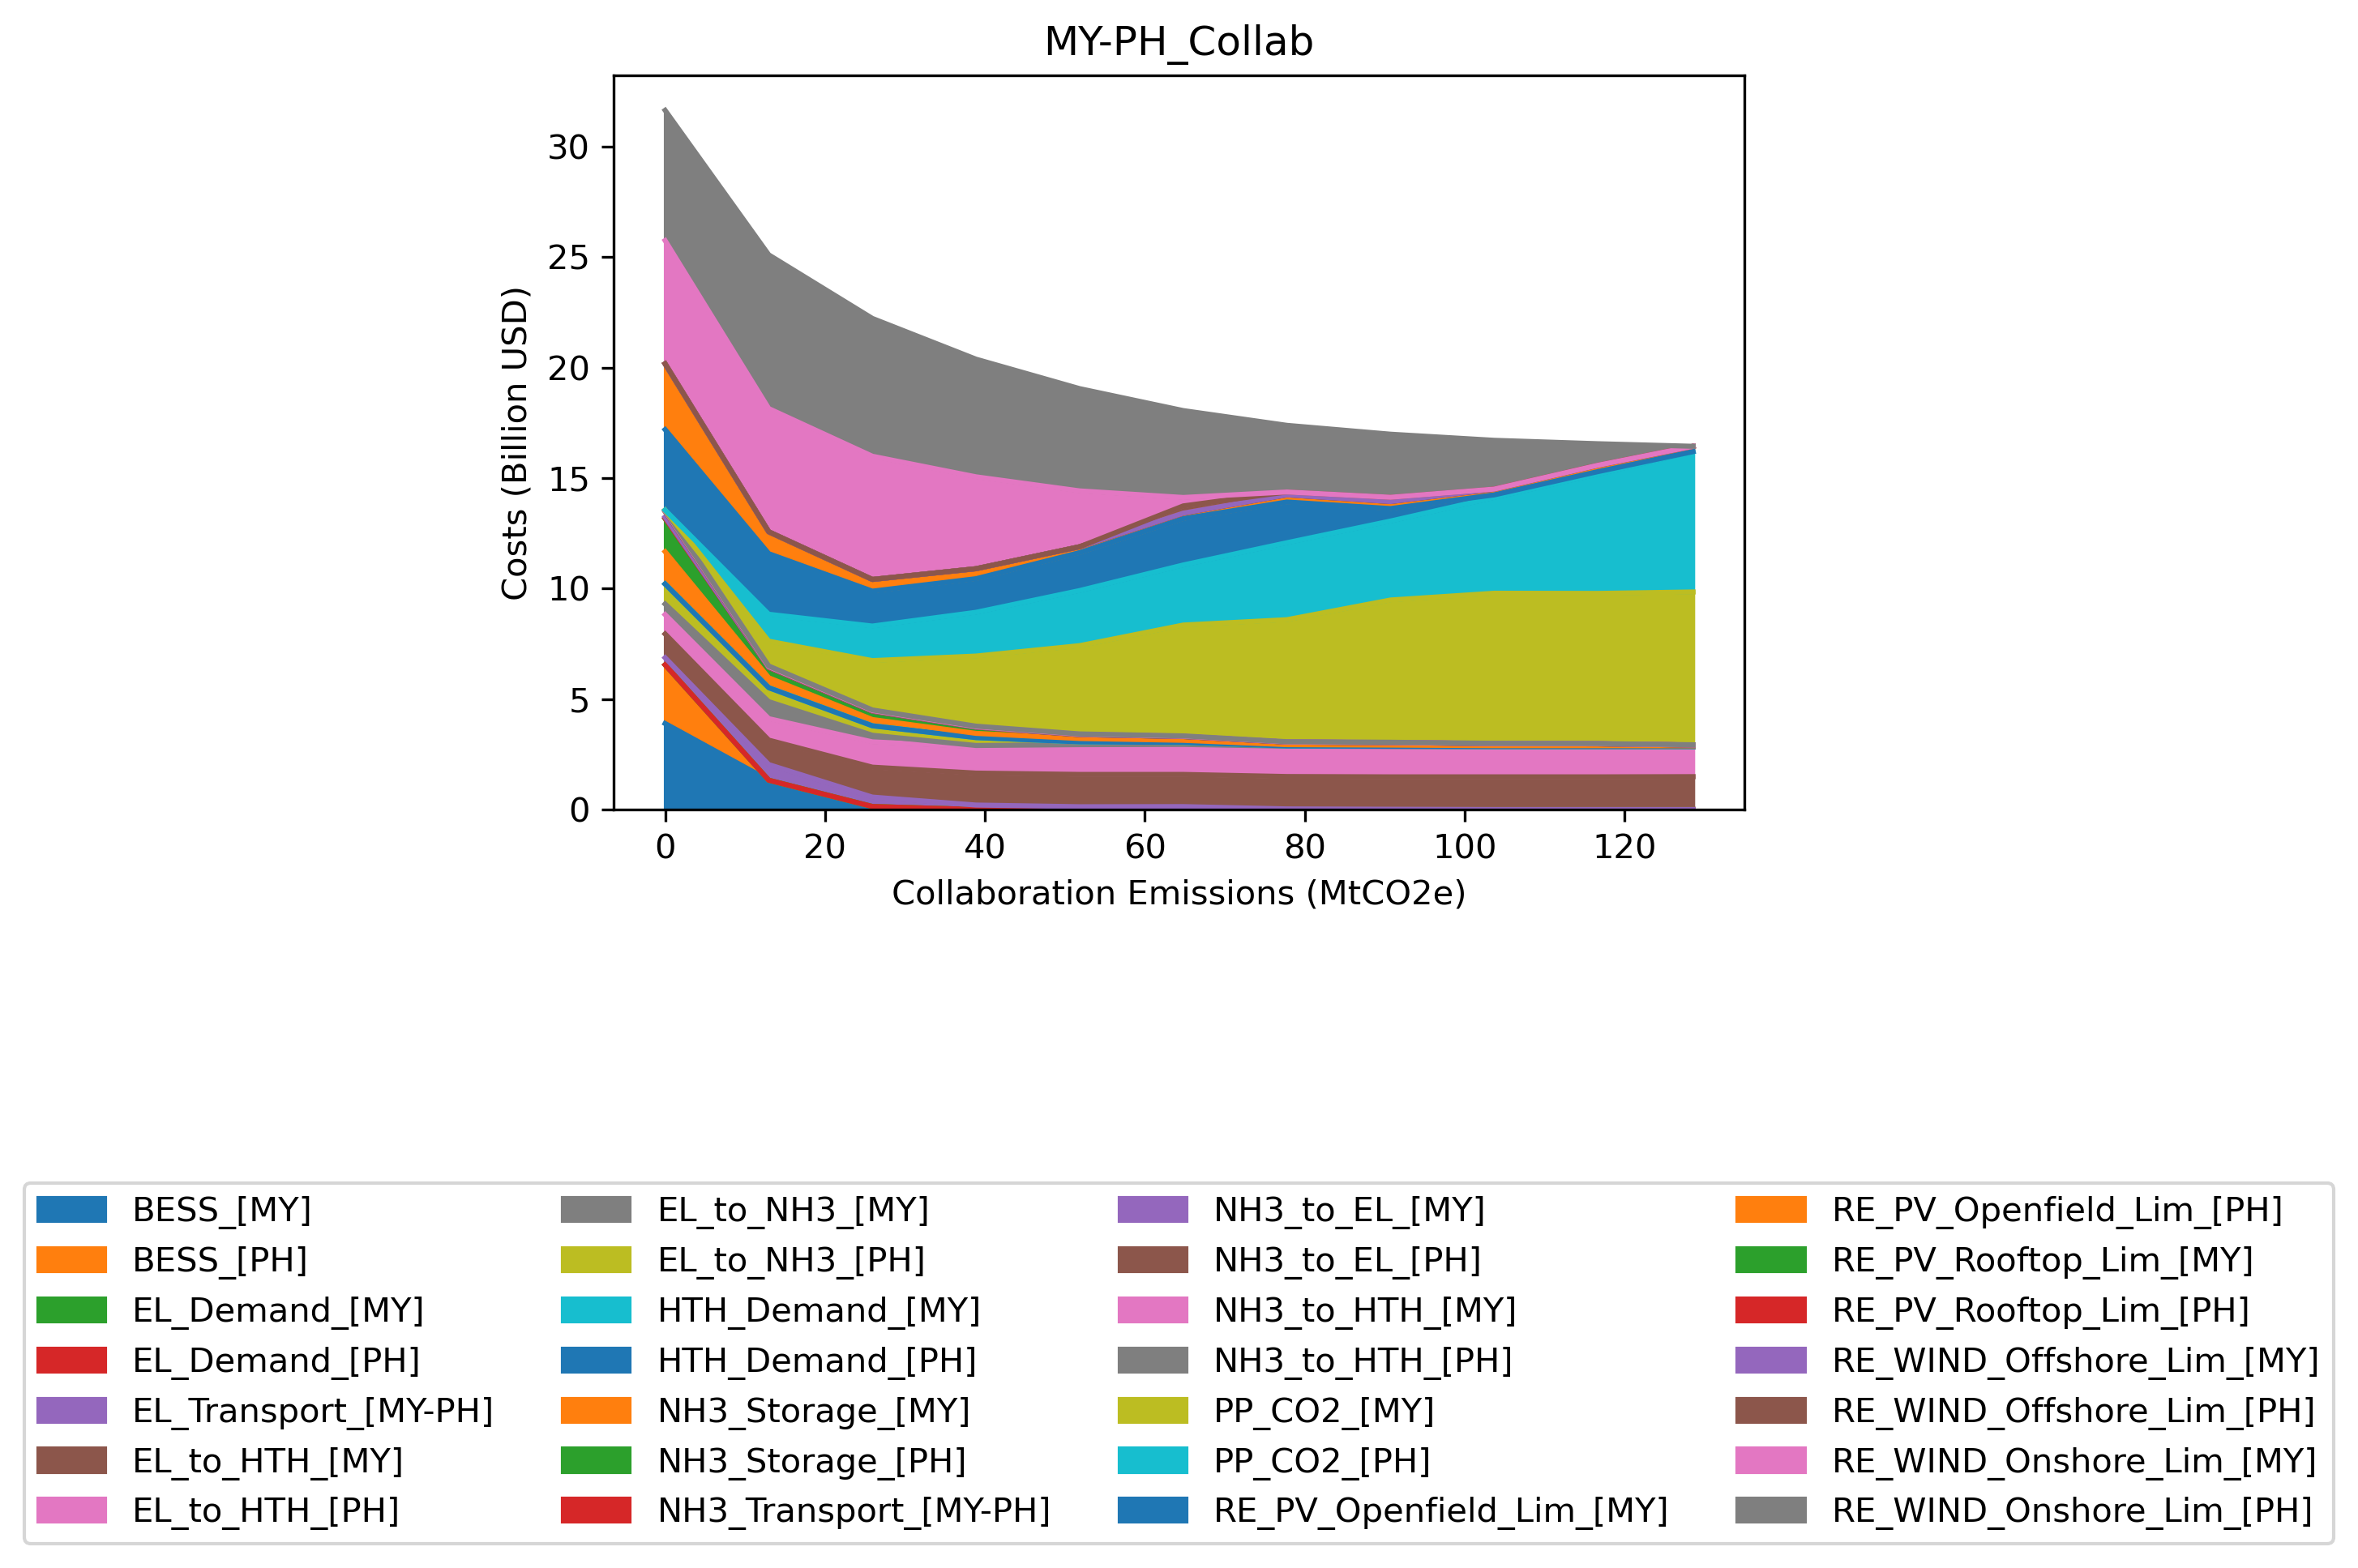 MY-PH_Collab
Costs (Billion USD)
30
25
20
15
10
5
0
0 20 40 60 80 100 120
Collaboration Emissions (MtCO2e)
BESS_[MY]
BESS_[PH]
EL_Demand_[MY]
EL_Demand_[PH]
EL_Transport_[MY-PH]
EL_to_HTH_[MY]
EL_to_HTH_[PH]
EL_to_NH3_[MY]
EL_to_NH3_[PH]
HTH_Demand_[MY]
HTH_Demand_[PH]
NH3_Storage_[MY]
NH3_Storage_[PH]
NH3_Transport_[MY-PH]
NH3_to_EL_[MY]
NH3_to_EL_[PH]
NH3_to_HTH_[MY]
NH3_to_HTH_[PH]
PP_CO2_[MY]
PP_CO2_[PH]
RE_PV_Openfield_Lim_[MY]
RE_PV_Openfield_Lim_[PH]
RE_PV_Rooftop_Lim_[MY]
RE_PV_Rooftop_Lim_[PH]
RE_WIND_Offshore_Lim_[MY]
RE_WIND_Offshore_Lim_[PH]
RE_WIND_Onshore_Lim_[MY]
RE_WIND_Onshore_Lim_[PH]